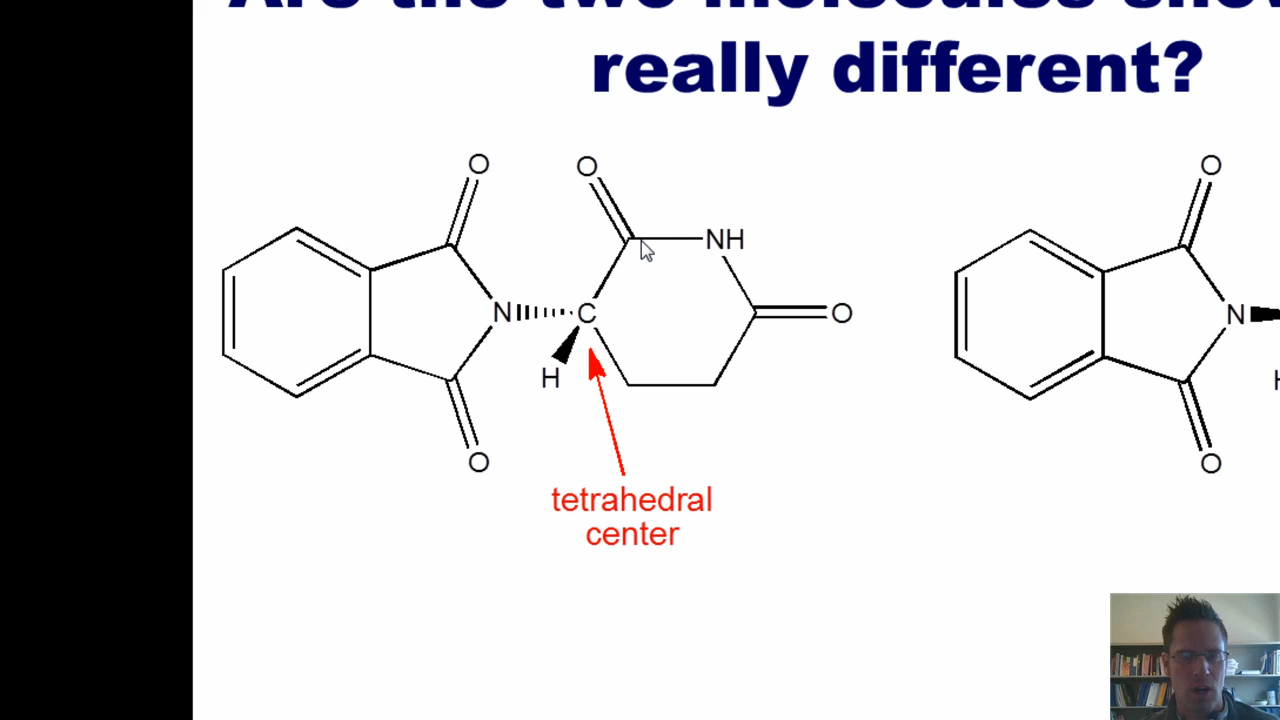 really different?
O O O
NH
N C O N
H
O O
tetrahedral
center